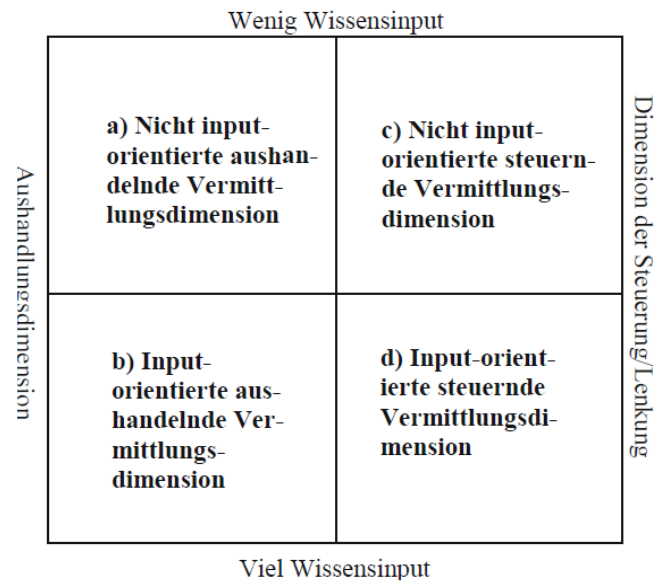 Wenig Wissensinput
Aushandlungsdimension
a) Nicht input-
orientierte aushan-
delnde Vermitt-
lungsdimension
c) Nicht input-
orientierte steuern-
de Vermittlungs-
dimension
Dimension der Steuerung/Lenkung
b) Input-
orientierte aus-
handelnde Ver-
mittlungs-
dimension
d) Input-orient-
ierte steuernde
Vermittlungsdi-
mension
Viel Wissensinput